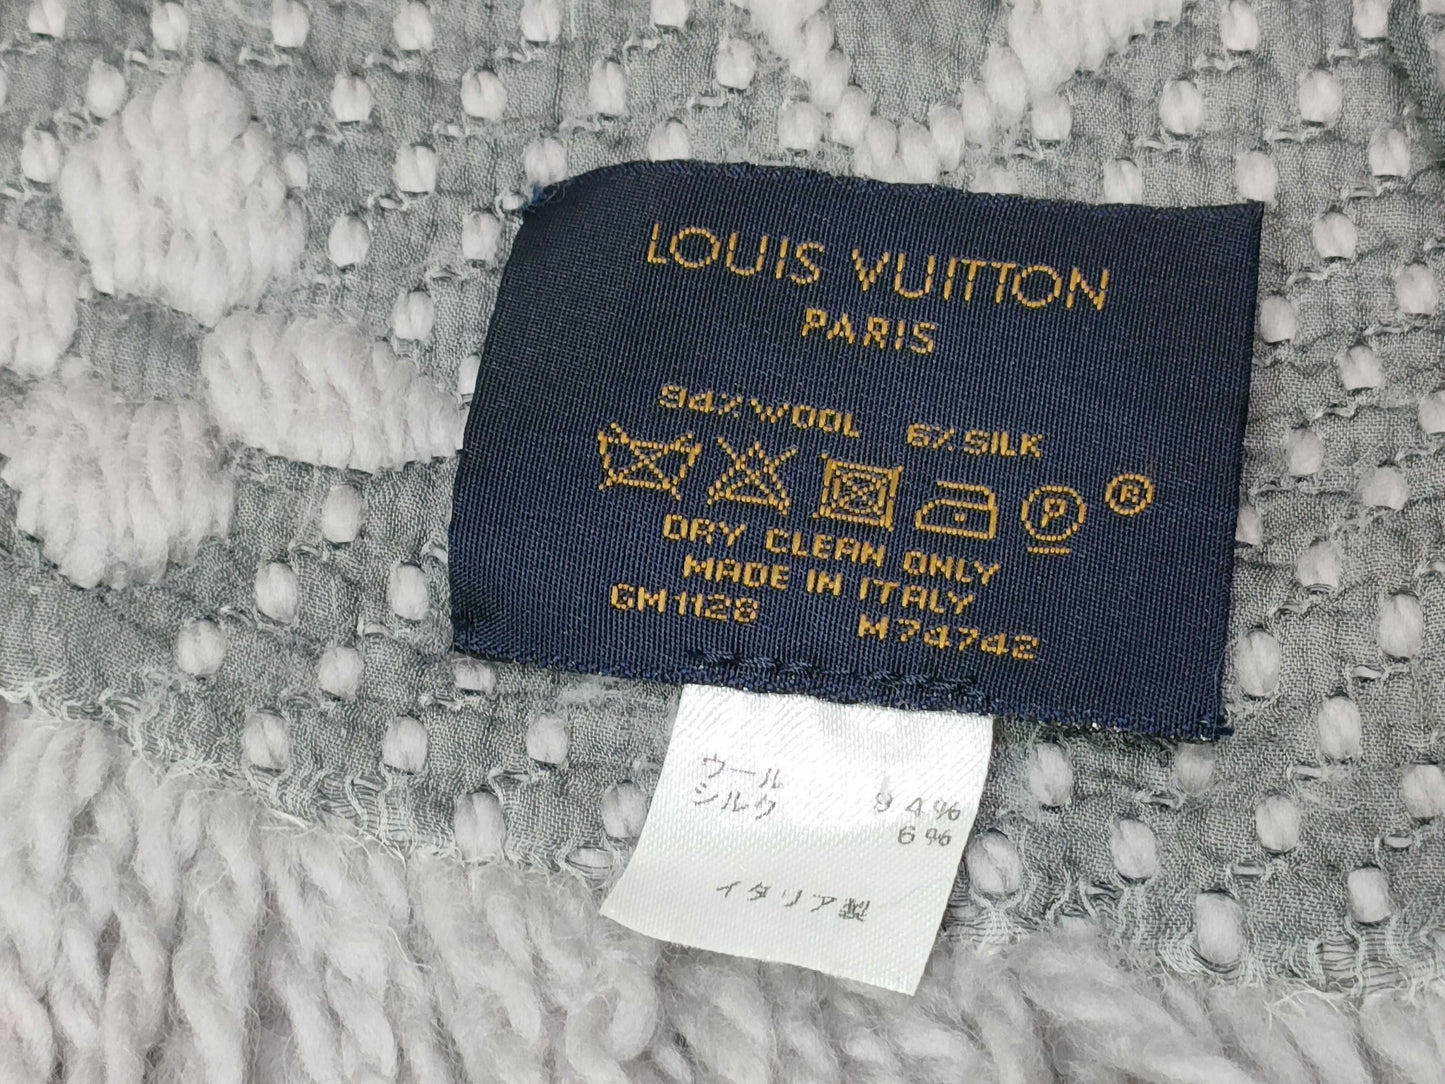 LOUIS VUITTON
PARIS
94% WOOL 6% SILK
P ®
DRY CLEAN ONLY
MADE IN ITALY
GM1128 M74742
ウール 94%
シルク 6%
イタリア製